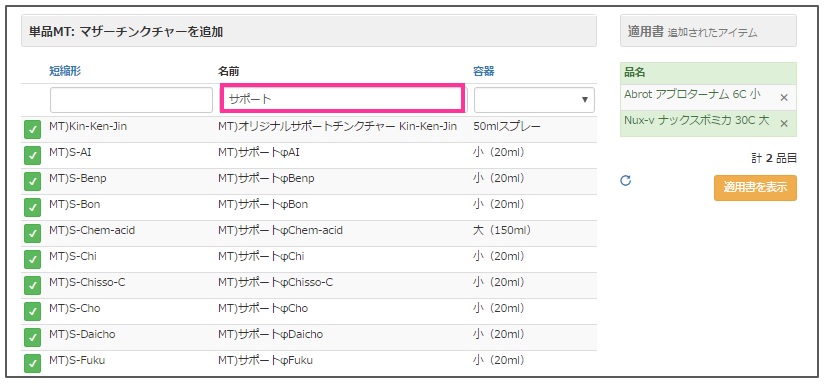 単品MT: マザーチンクチャーを追加
短縮形 名前 容器
サポート
MT)Kin-Ken-Jin MT)オリジナルサポートチンクチャー Kin-Ken-Jin 50mlスプレー
MT)S-AI MT)サポートφAI 小（20ml）
MT)S-Benp MT)サポートφBenp 小（20ml）
MT)S-Bon MT)サポートφBon 小（20ml）
MT)S-Chem-acid MT)サポートφChem-acid 大（150ml）
MT)S-Chi MT)サポートφChi 小（20ml）
MT)S-Chisso-C MT)サポートφChisso-C 小（20ml）
MT)S-Cho MT)サポートφCho 小（20ml）
MT)S-Daicho MT)サポートφDaicho 小（20ml）
MT)S-Fuku MT)サポートφFuku 小（20ml）
適用書 追加されたアイテム
品名
Abrot アブロターナム 6C 小 ×
Nux-v ナックスボミカ 30C 大 ×
計 2 品目
適用書を表示